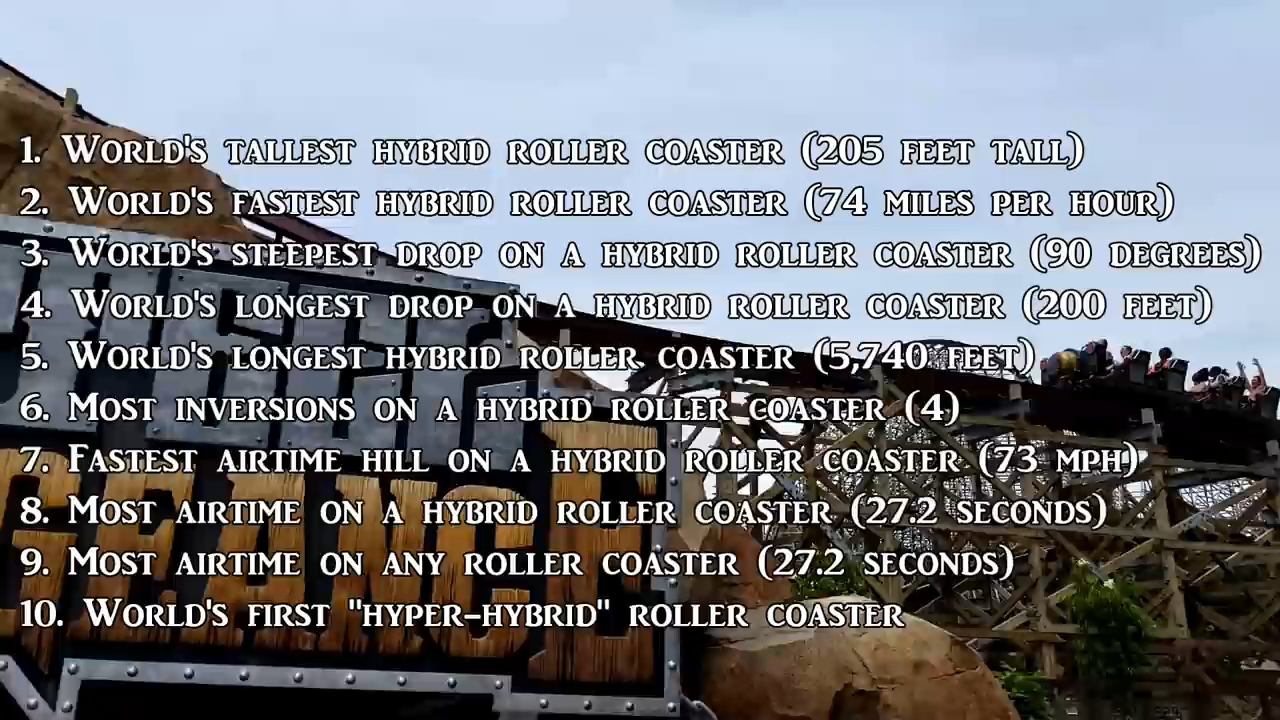 1. World's tallest hybrid roller coaster (205 feet tall)
2. World's fastest hybrid roller coaster (74 miles per hour)
3. World's steepest drop on a hybrid roller coaster (90 degrees)
4. World's longest drop on a hybrid roller coaster (200 feet)
5. World's longest hybrid roller coaster (5,740 feet)
6. Most inversions on a hybrid roller coaster (4)
7. Fastest airtime hill on a hybrid roller coaster (73 mph)
8. Most airtime on a hybrid roller coaster (27.2 seconds)
9. Most airtime on any roller coaster (27.2 seconds)
10. World's first "hyper-hybrid" roller coaster